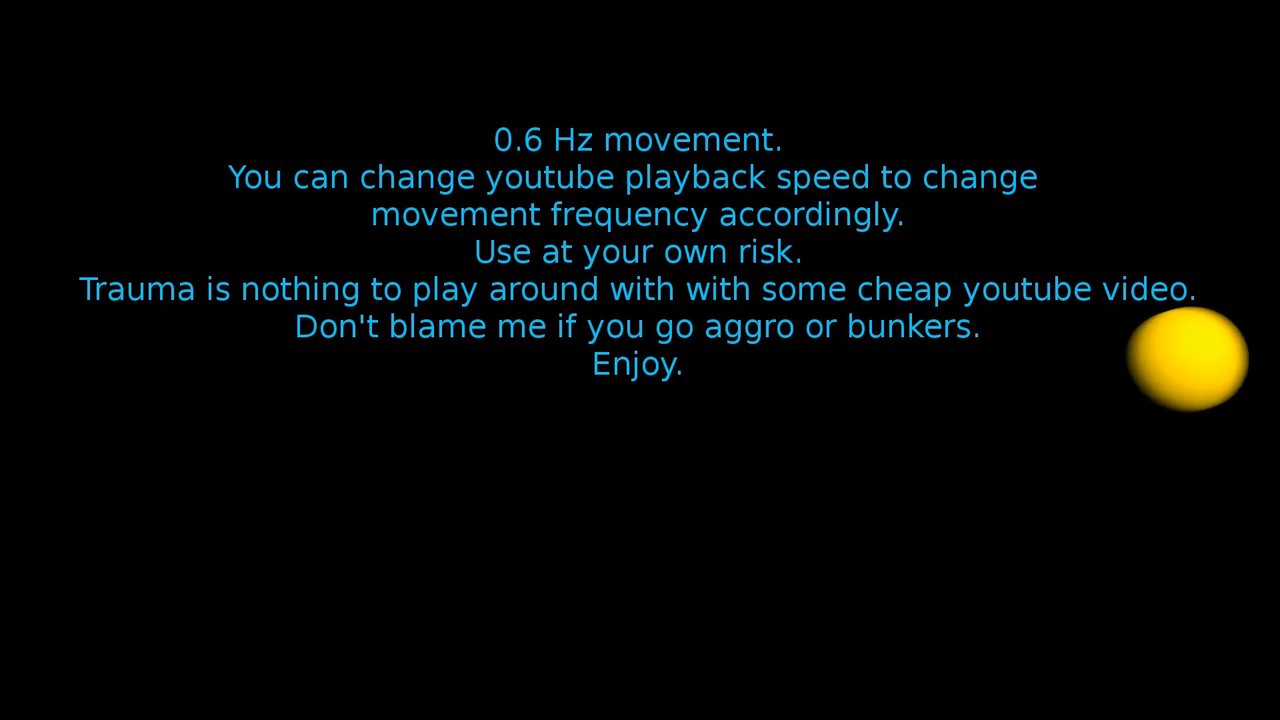 0.6 Hz movement.
You can change youtube playback speed to change
movement frequency accordingly.
Use at your own risk.
Trauma is nothing to play around with with some cheap youtube video.
Don't blame me if you go aggro or bunkers.
Enjoy.